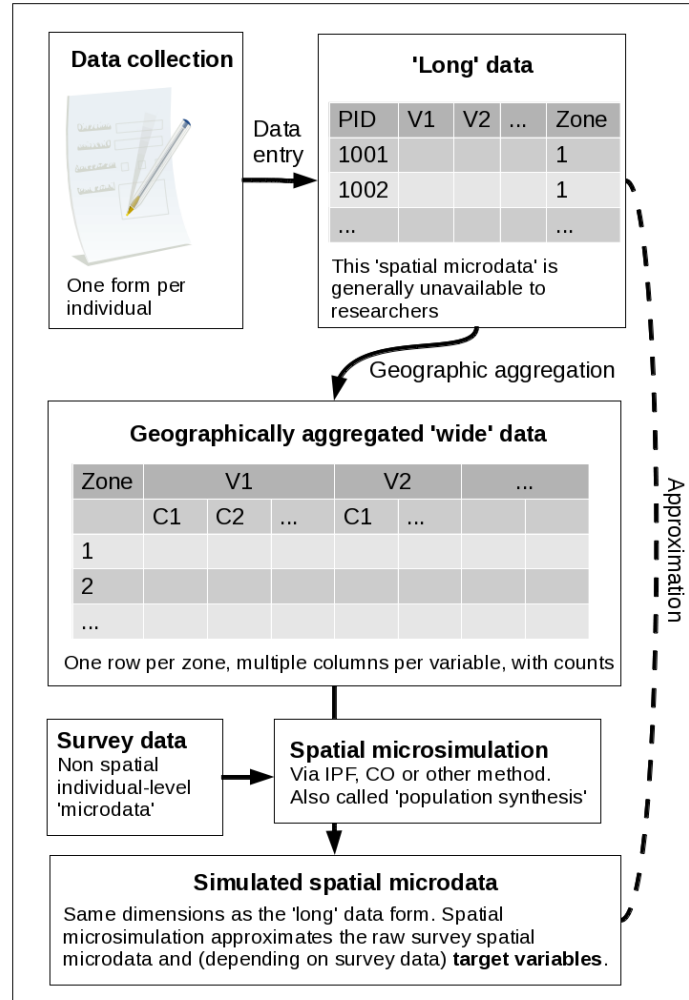 Data collection
One form per
individual
Data
entry
'Long' data
PID V1 V2 ... Zone
1001 1
1002 1
... ...
This 'spatial microdata' is
generally unavailable to
researchers
Geographic aggregation
Geographically aggregated 'wide' data
Zone V1 V2 ...
C1 C2 ... C1 ...
1
2
...
One row per zone, multiple columns per variable, with counts
Approximation
Survey data
Non spatial
individual-level
'microdata'
Spatial microsimulation
Via IPF, CO or other method.
Also called 'population synthesis'
Simulated spatial microdata
Same dimensions as the 'long' data form. Spatial
microsimulation approximates the raw survey spatial
microdata and (depending on survey data) target variables.